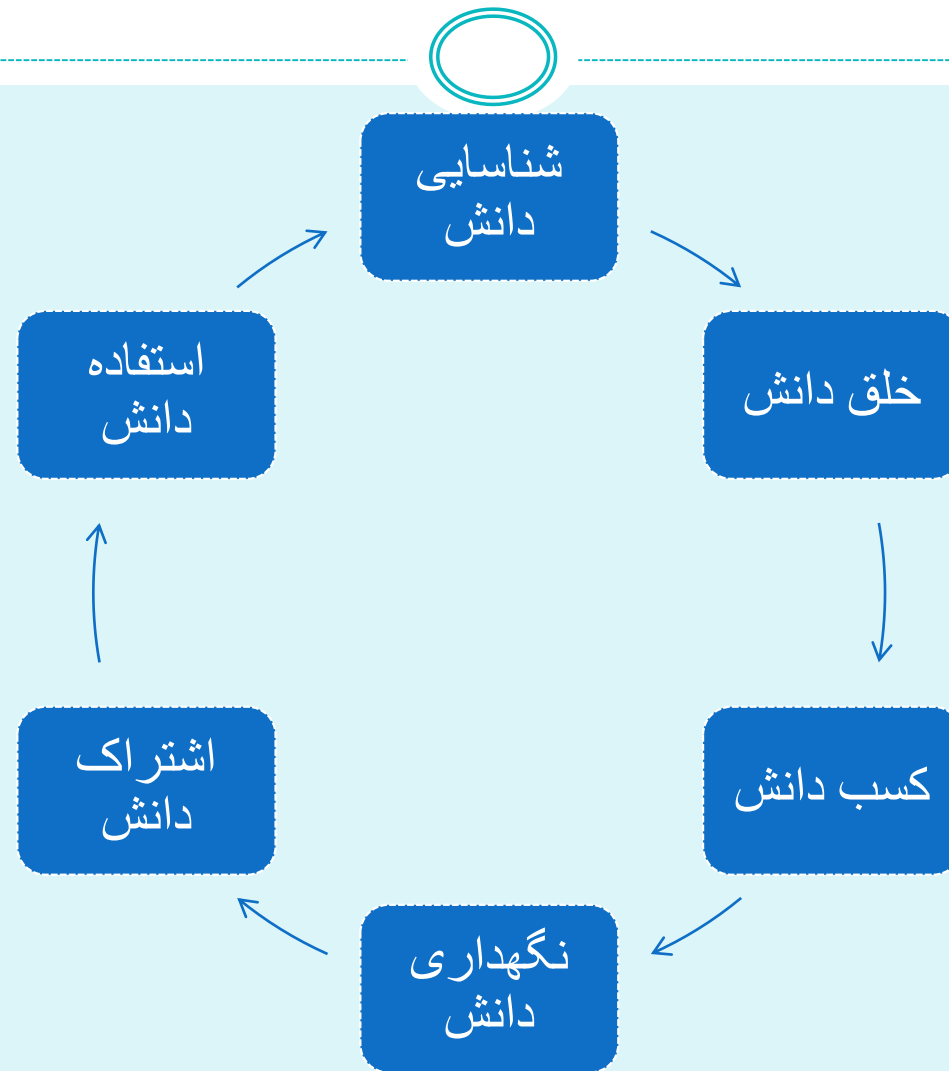 شناسایی
دانش
خلق دانش
کسب دانش
نگهداری
دانش
اشتراک
دانش
استفاده
دانش